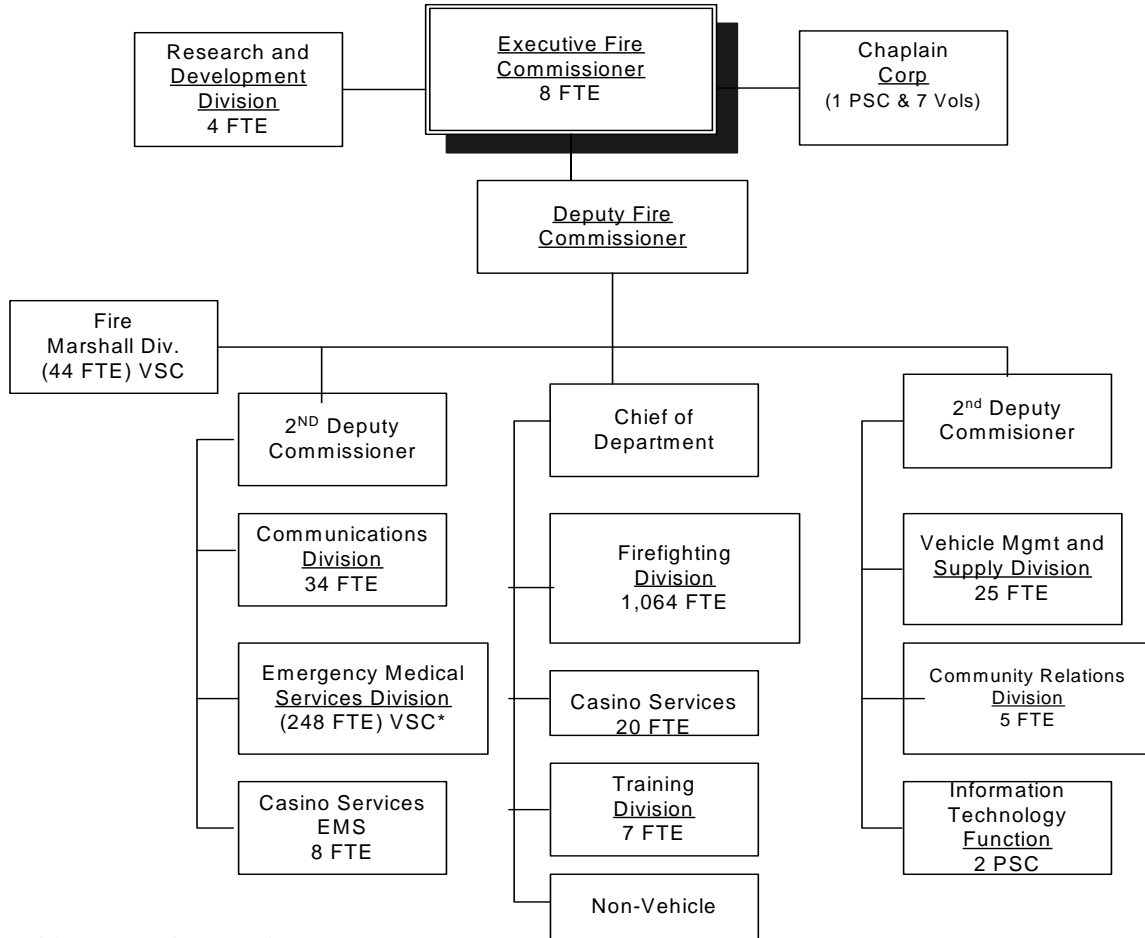 Research and
Development
Division
4 FTE
Executive Fire
Commissioner
8 FTE
Chaplain
Corp
(1 PSC & 7 Vols)
Deputy Fire
Commissioner
Fire
Marshall Div.
(44 FTE) VSC
2ND Deputy
Commissioner
Chief of
Department
2nd Deputy
Commisioner
Communications
Division
34 FTE
Firefighting
Division
1,064 FTE
Vehicle Mgmt and
Supply Division
25 FTE
Emergency Medical
Services Division
(248 FTE) VSC*
Casino Services
20 FTE
Community Relations
Division
5 FTE
Casino Services
EMS
8 FTE
Training
Division
7 FTE
Information
Technology
Function
2 PSC
Non-Vehicle